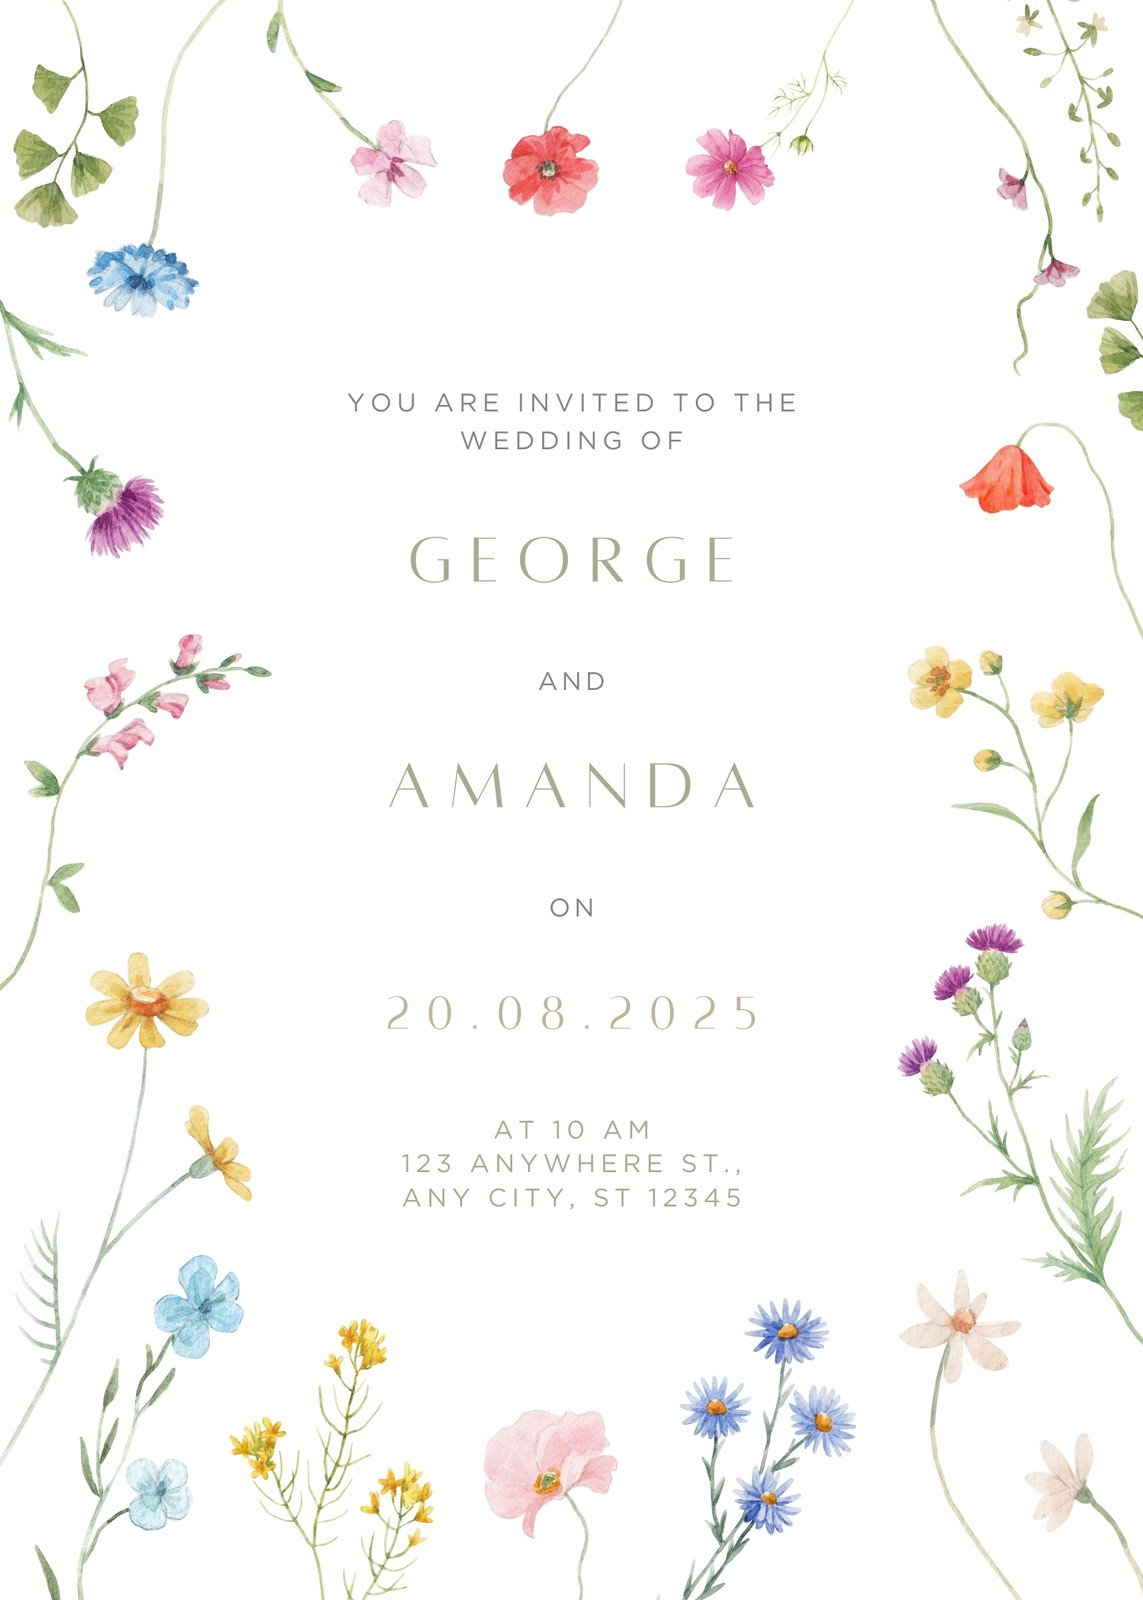 YOU ARE INVITED TO THE
WEDDING OF
GEORGE
AND
AMANDA
ON
20.08.2025
AT 10 AM
123 ANYWHERE ST.,
ANY CITY, ST 12345